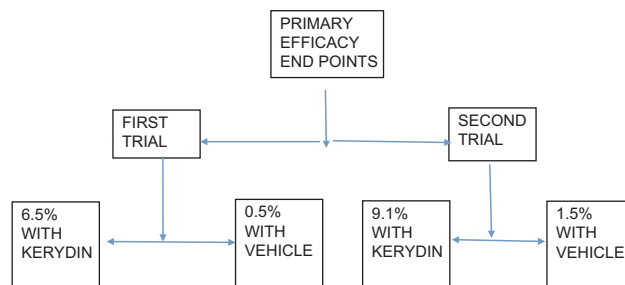 PRIMARY
EFFICACY
END POINTS
FIRST
TRIAL
SECOND
TRIAL
6.5%
WITH
KERYDIN
0.5%
WITH
VEHICLE
9.1%
WITH
KERYDIN
1.5%
WITH
VEHICLE